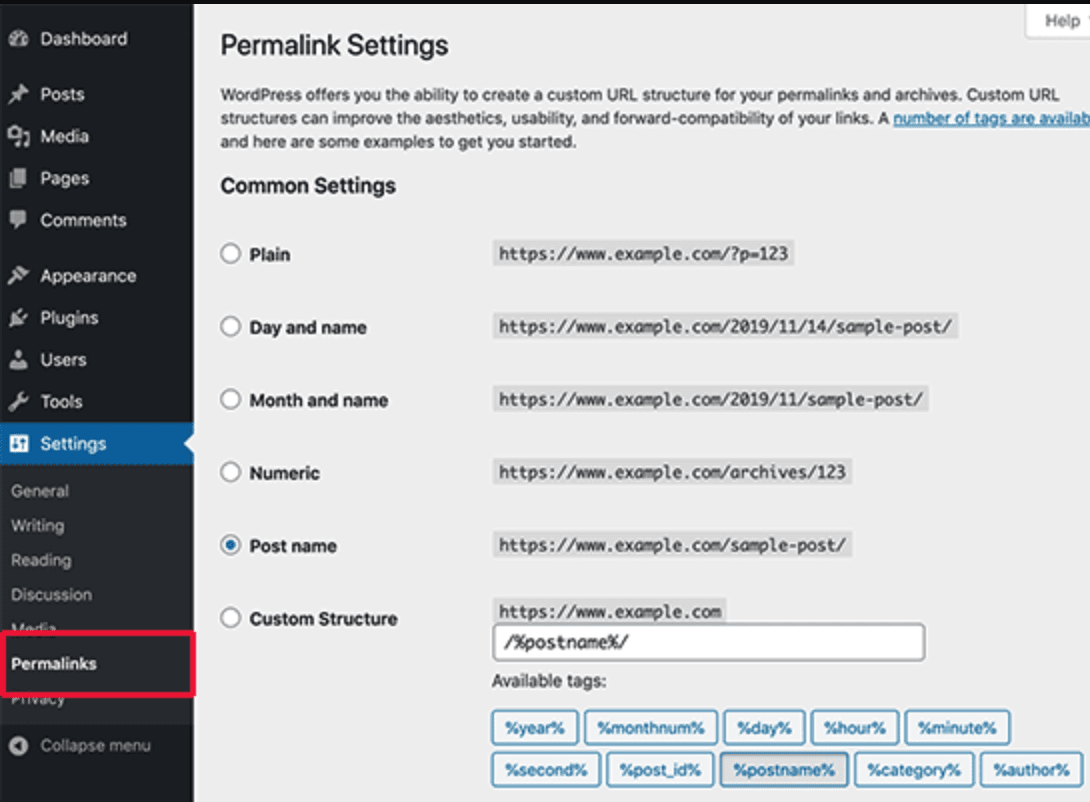 Help
Dashboard
Posts
Media
Pages
Comments
Appearance
Plugins
Users
Tools
Settings
General
Writing
Reading
Discussion
Media
Permalinks
Privacy
Collapse menu
Permalink Settings
WordPress offers you the ability to create a custom URL structure for your permalinks and archives. Custom URL
structures can improve the aesthetics, usability, and forward-compatibility of your links. A number of tags are availab
and here are some examples to get you started.
Common Settings
Plain https://www.example.com/?p=123
Day and name https://www.example.com/2019/11/14/sample-post/
Month and name https://www.example.com/2019/11/sample-post/
Numeric https://www.example.com/archives/123
Post name https://www.example.com/sample-post/
Custom Structure https://www.example.com
/%postname%/
Available tags:
%year% %monthnum% %day% %hour% %minute%
%second% %post_id% %postname% %category% %author%